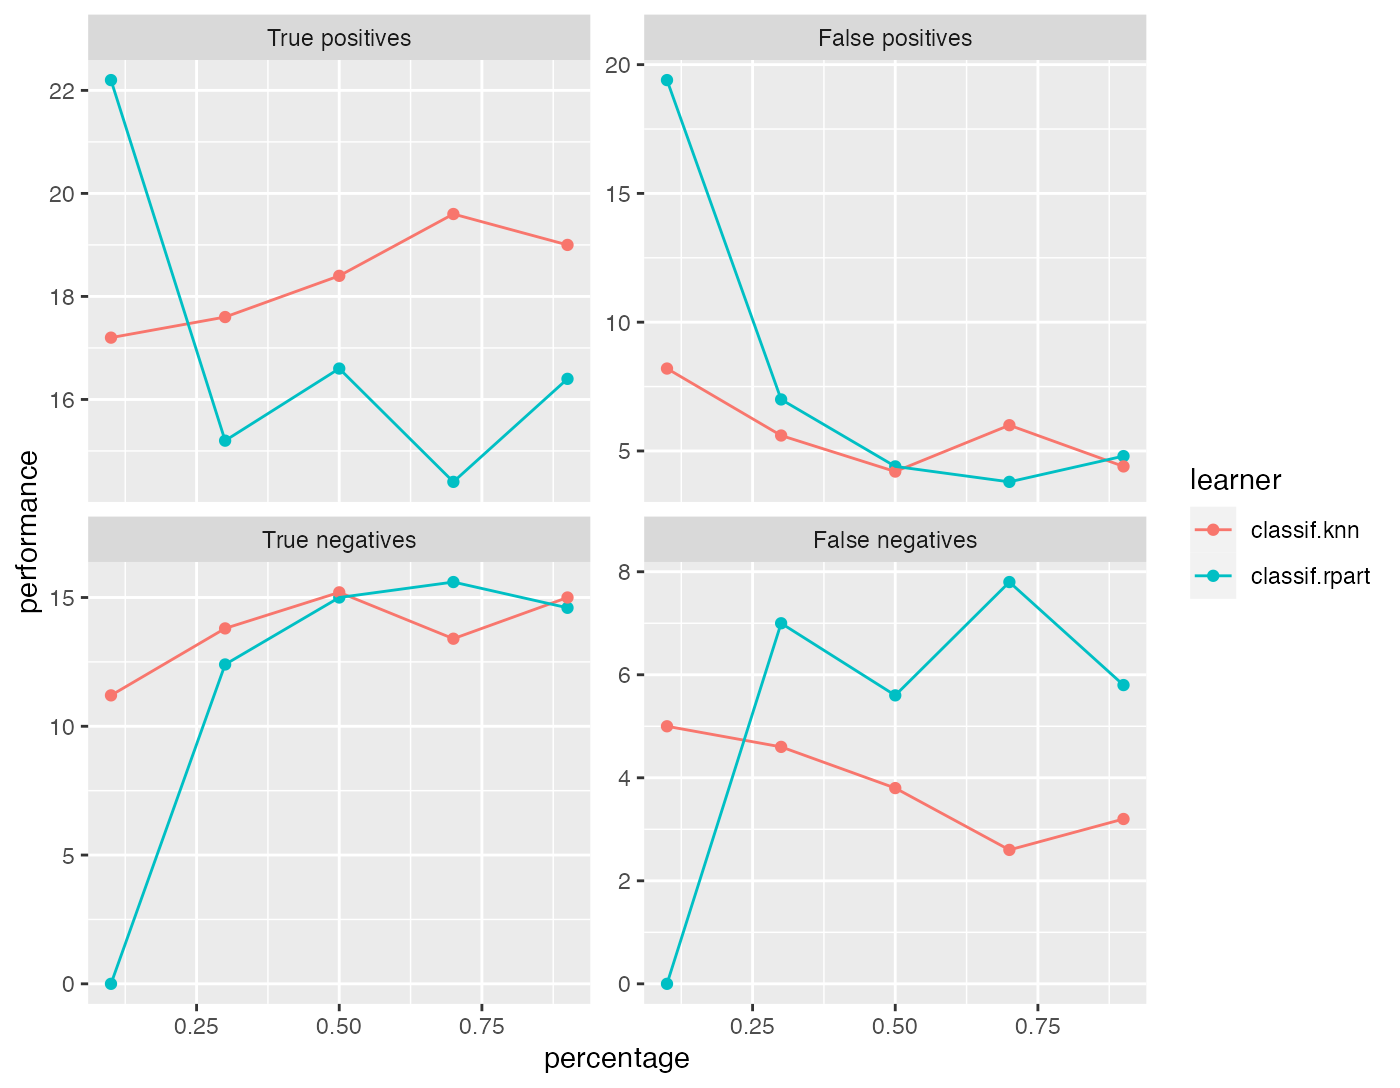 True positives
False positives
22
20
18
16
20
15
10
5
performance
True negatives
False negatives
15
10
5
0
8
6
4
2
0
0.25
0.50
0.75
0.25
0.50
0.75
percentage
learner
classif.knn
classif.rpart